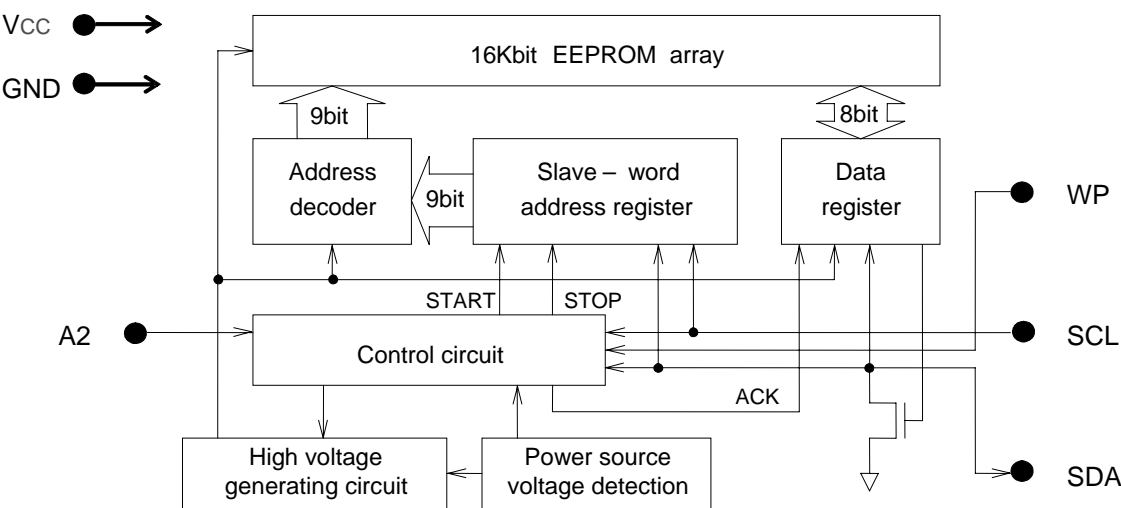 VCC
GND
16Kbit EEPROM array
9bit
8bit
Address
decoder
9bit
Slave – word
address register
Data
register
WP
START
STOP
A2
Control circuit
SCL
ACK
High voltage
generating circuit
Power source
voltage detection
SDA